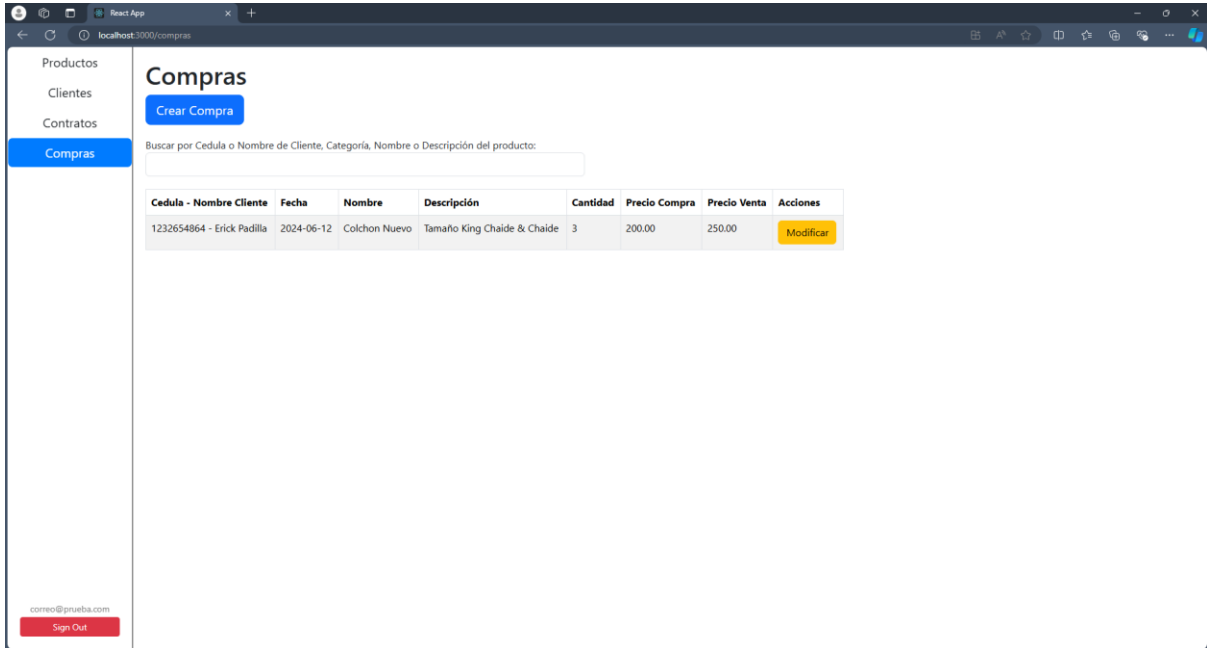 React App
localhost:3000/compras
Productos
Clientes
Contratos
Compras
correo@prueba.com
Sign Out
Compras
Crear Compra
Buscar por Cedula o Nombre de Cliente, Categoría, Nombre o Descripción del producto:
Cedula - Nombre Cliente Fecha Nombre Descripción Cantidad Precio Compra Precio Venta Acciones
1232654864 - Erick Padilla 2024-06-12 Colchon Nuevo Tamaño King Chaide & Chaide 3 200.00 250.00 Modificar